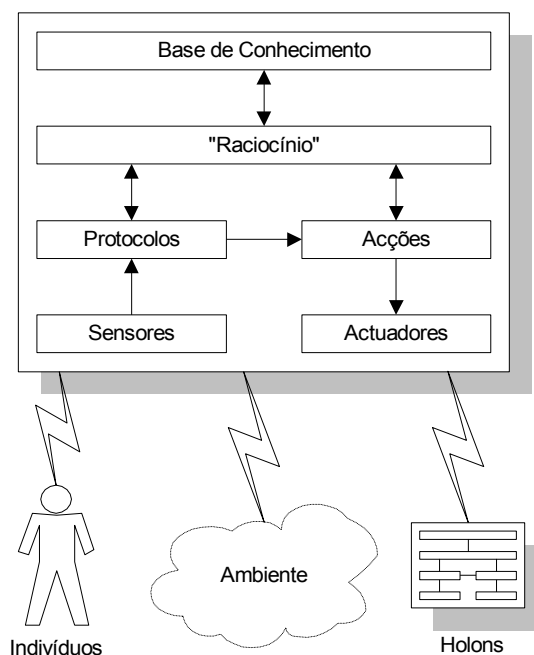 Base de Conhecimento
"Raciocínio"
Protocolos
Acções
Sensores
Actuadores
Ambiente
Indivíduos
Holons